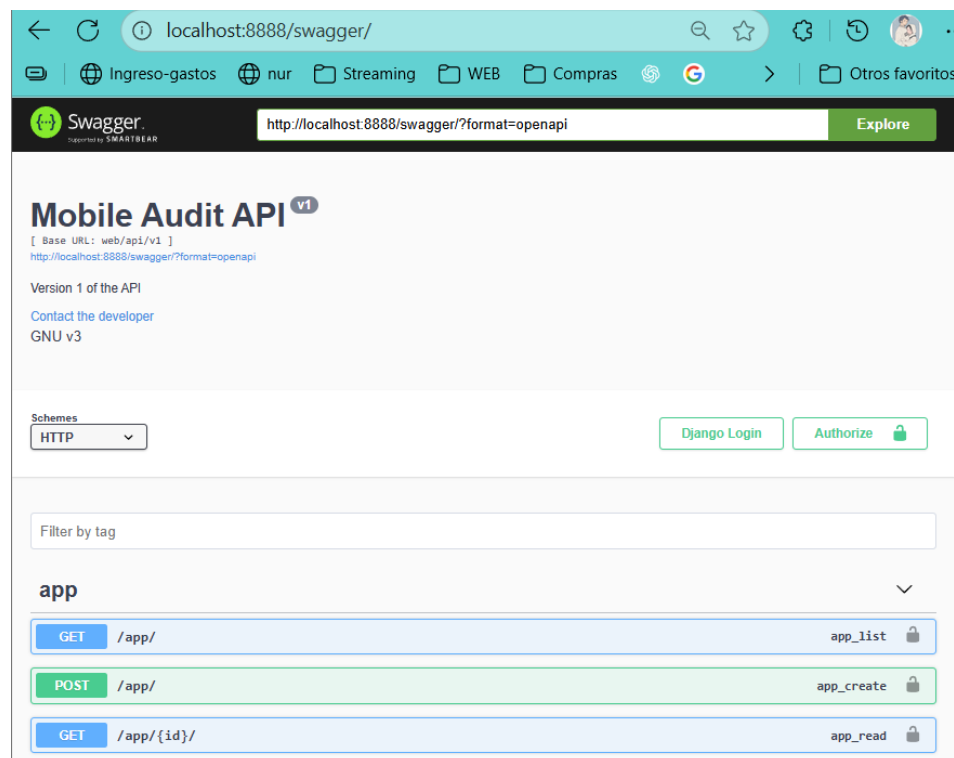 localhost:8888/swagger/
Ingreso-gastos nur Streaming WEB Compras Otros favoritos
Swagger. http://localhost:8888/swagger/?format=openapi Explore
Supported by SMARTBEAR
Mobile Audit API v1
[ Base URL: web/api/v1 ]
http://localhost:8888/swagger/?format=openapi
Version 1 of the API
Contact the developer
GNU v3
Schemes
HTTP Django Login Authorize
Filter by tag
app
GET /app/ app_list
POST /app/ app_create
GET /app/{id}/ app_read